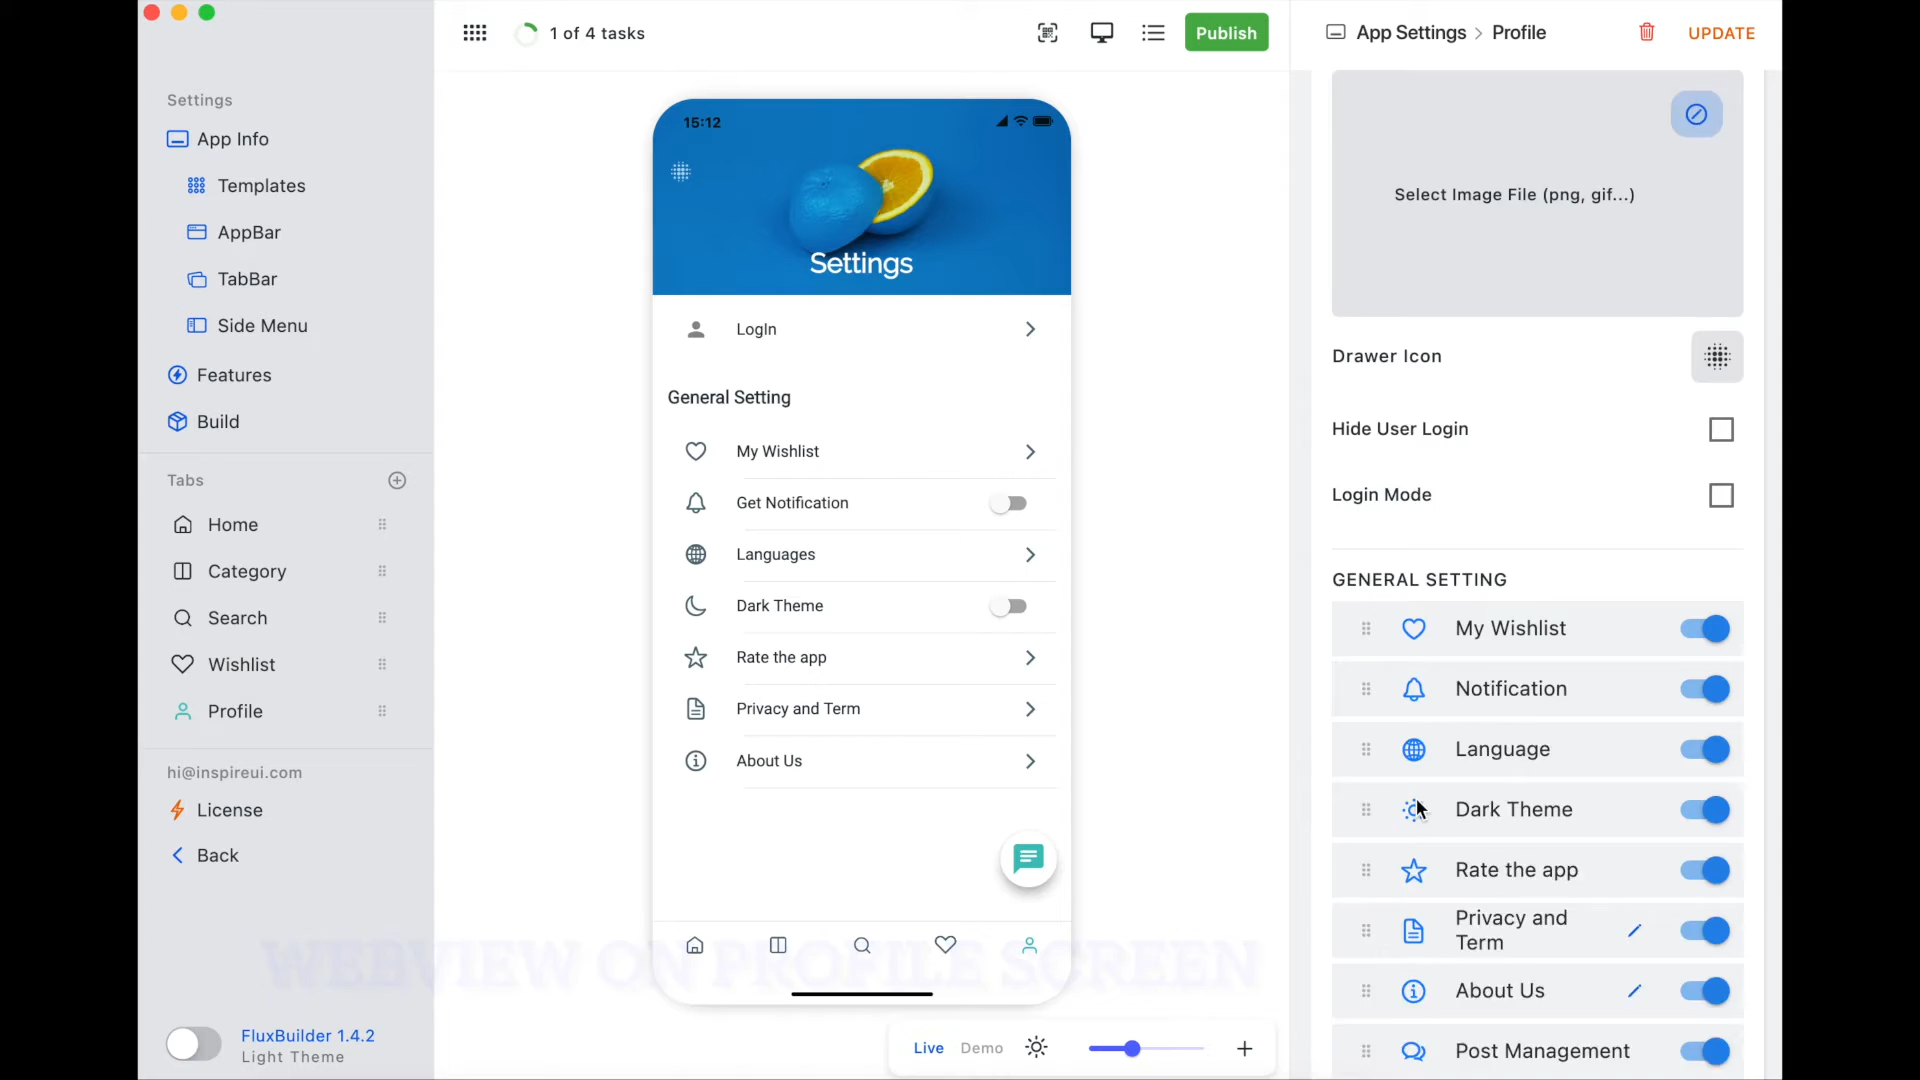 Settings
App Info
Templates
AppBar
TabBar
Side Menu
Features
Build
Tabs
Home
Category
Search
Wishlist
Profile
hi@inspireui.com
License
Back
FluxBuilder 1.4.2
Light Theme
1 of 4 tasks
Publish
15:12
Settings
LogIn
General Setting
My Wishlist
Get Notification
Languages
Dark Theme
Rate the app
Privacy and Term
About Us
WEBVIEW ON PROFILE SCREEN
Live Demo
App Settings > Profile
UPDATE
Select Image File (png, gif...)
Drawer Icon
Hide User Login
Login Mode
GENERAL SETTING
My Wishlist
Notification
Language
Dark Theme
Rate the app
Privacy and
Term
About Us
Post Management